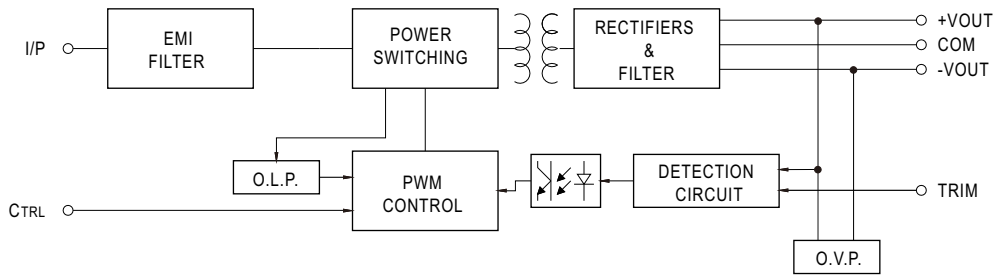 I/P
EMI
FILTER
POWER
SWITCHING
RECTIFIERS
&
FILTER
+VOUT
COM
-VOUT
O.L.P.
PWM
CONTROL
DETECTION
CIRCUIT
TRIM
CTRL
O.V.P.